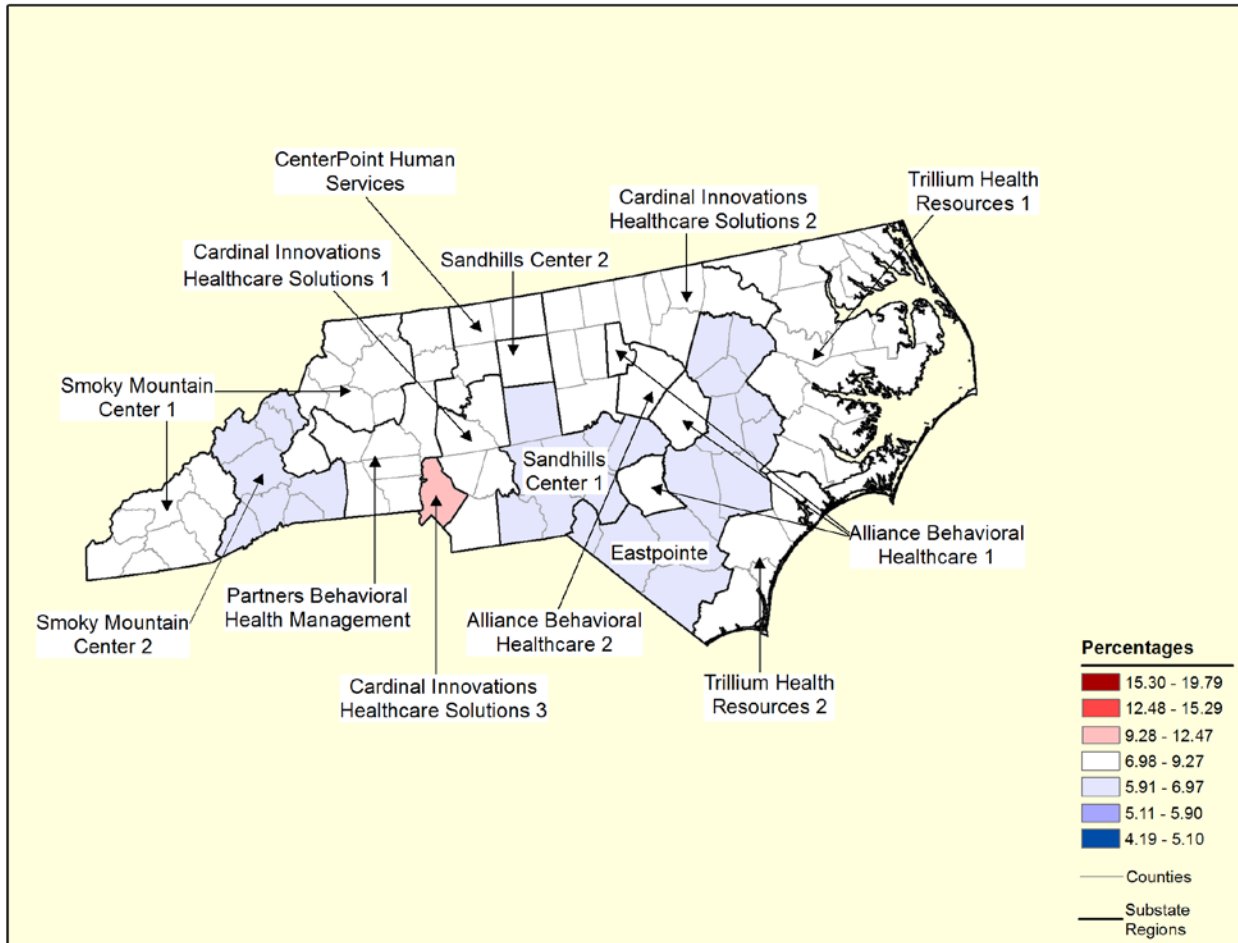 CenterPoint Human
Services
Trillium Health
Resources 1
Cardinal Innovations
Healthcare Solutions 2
Cardinal Innovations
Healthcare Solutions 1
Sandhills Center 2
Smoky Mountain
Center 1
Sandhills
Center 1
Eastpointe
Alliance Behavioral
Healthcare 1
Partners Behavioral
Health Management
Smoky Mountain
Center 2
Alliance Behavioral
Healthcare 2
Cardinal Innovations
Healthcare Solutions 3
Trillium Health
Resources 2
Percentages
15.30 - 19.79
12.48 - 15.29
9.28 - 12.47
6.98 - 9.27
5.91 - 6.97
5.11 - 5.90
4.19 - 5.10
Counties
Substate
Regions